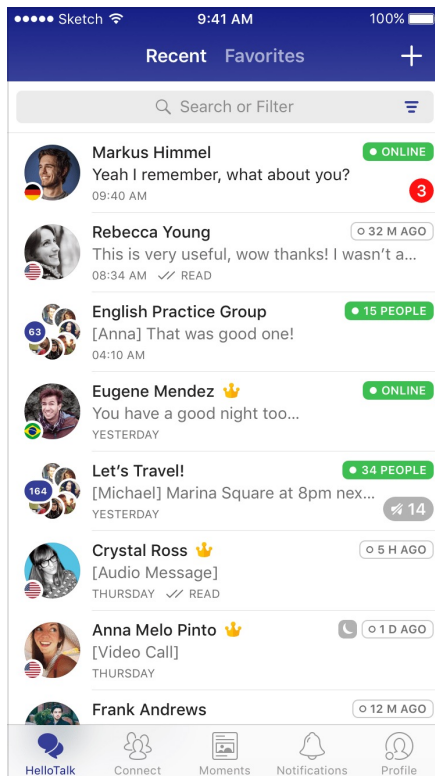 Sketch 9:41 AM 100%
Recent Favorites
Search or Filter
Markus Himmel ONLINE
Yeah I remember, what about you?
09:40 AM 3
Rebecca Young 32 M AGO
This is very useful, wow thanks! I wasn't a...
08:34 AM READ
English Practice Group 15 PEOPLE
63 [Anna] That was good one!
04:10 AM
Eugene Mendez ONLINE
You have a good night too...
YESTERDAY
Let's Travel! 34 PEOPLE
164 [Michael] Marina Square at 8pm nex...
YESTERDAY 14
Crystal Ross 5 H AGO
[Audio Message]
THURSDAY READ
Anna Melo Pinto 1 D AGO
[Video Call]
THURSDAY
Frank Andrews 12 M AGO
HelloTalk Connect Moments Notifications Profile